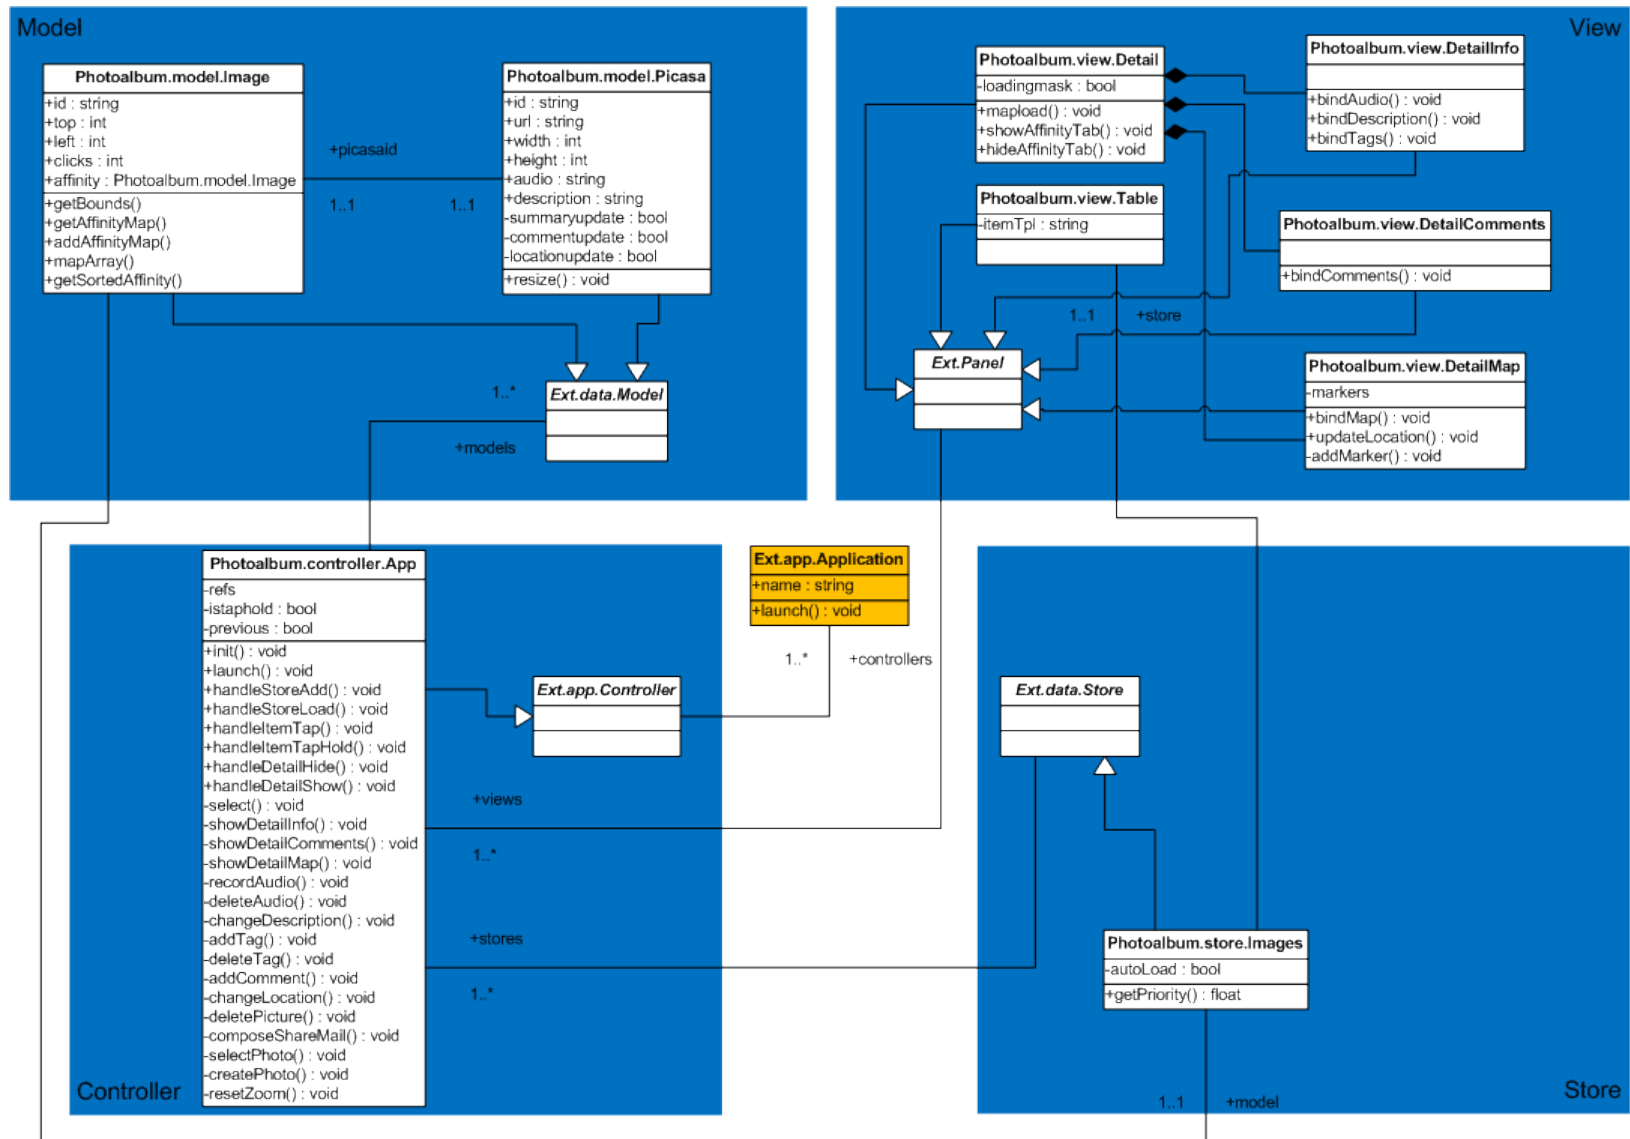 Model
Photoalbum.model.Image
+id : string
+top : int
+left : int
+clicks : int
+affinity : Photoalbum.model.Image
+getBounds()
+getAffinityMap()
+addAffinityMap()
+mapArray()
+getSortedAffinity()
+picasaid
1..1
1..1
Photoalbum.model.Picasa
+id : string
+url : string
+width : int
+height : int
+audio : string
+description : string
-summaryupdate : bool
-commentupdate : bool
-locationupdate : bool
+resize() : void
Ext.data.Model
1..*
+models
View
Photoalbum.view.Detail
-loadingmask : bool
+mapload() : void
+showAffinityTab() : void
+hideAffinityTab() : void
Photoalbum.view.DetailInfo
+bindAudio() : void
+bindDescription() : void
+bindTags() : void
Photoalbum.view.Table
-itemTpl : string
Photoalbum.view.DetailComments
+bindComments() : void
1..1
+store
Ext.Panel
Photoalbum.view.DetailMap
-markers
+bindMap() : void
+updateLocation() : void
-addMarker() : void
Photoalbum.controller.App
-refs
-istaphold : bool
-previous : bool
+init() : void
+launch() : void
+handleStoreAdd() : void
+handleStoreLoad() : void
+handleItemTap() : void
+handleItemTapHold() : void
+handleDetailHide() : void
+handleDetailShow() : void
-select() : void
-showDetailInfo() : void
-showDetailComments() : void
-showDetailMap() : void
-recordAudio() : void
-deleteAudio() : void
-changeDescription() : void
-addTag() : void
-deleteTag() : void
-addComment() : void
-changeLocation() : void
-deletePicture() : void
-composeShareMail() : void
-selectPhoto() : void
-createPhoto() : void
-resetZoom() : void
Controller
Ext.app.Application
+name : string
+launch() : void
1..*
+controllers
Ext.app.Controller
+views
1..*
+stores
1..*
Ext.data.Store
Photoalbum.store.Images
-autoLoad : bool
+getPriority() : float
1..1
+model
Store